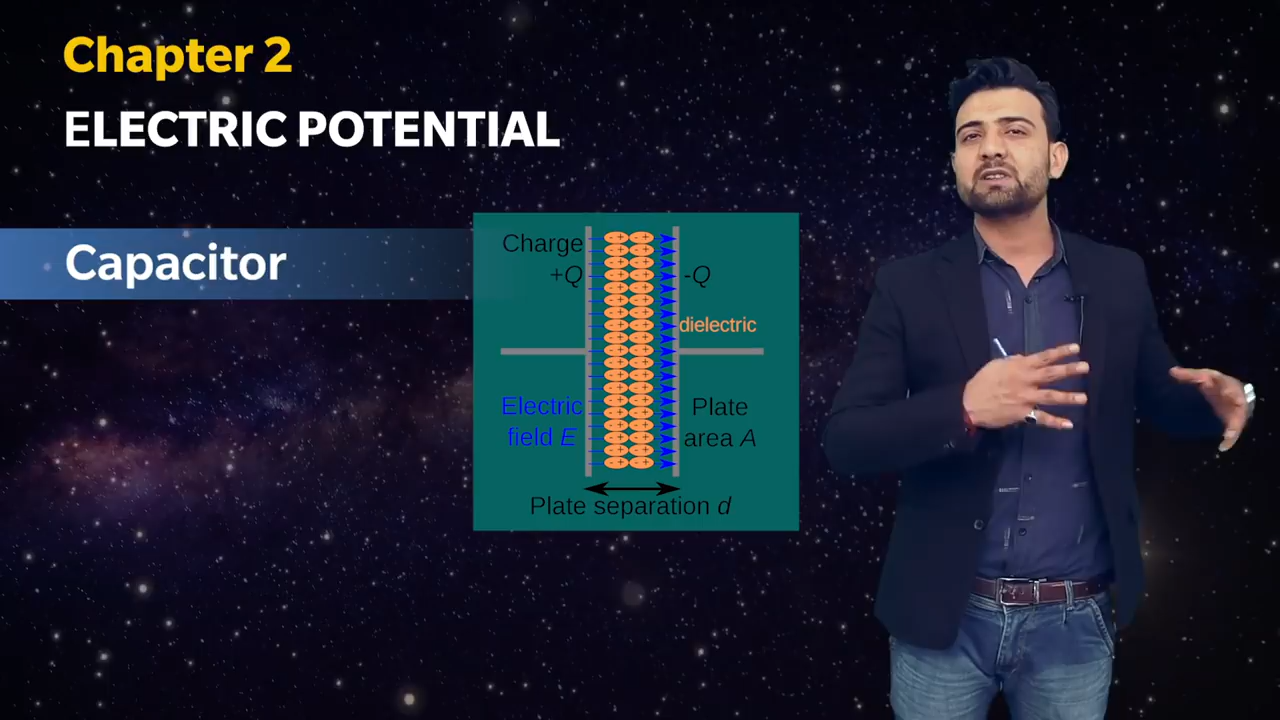 Chapter 2
ELECTRIC POTENTIAL
Capacitor
Charge
+Q
-Q
dielectric
Electric
field E
Plate
area A
Plate separation d